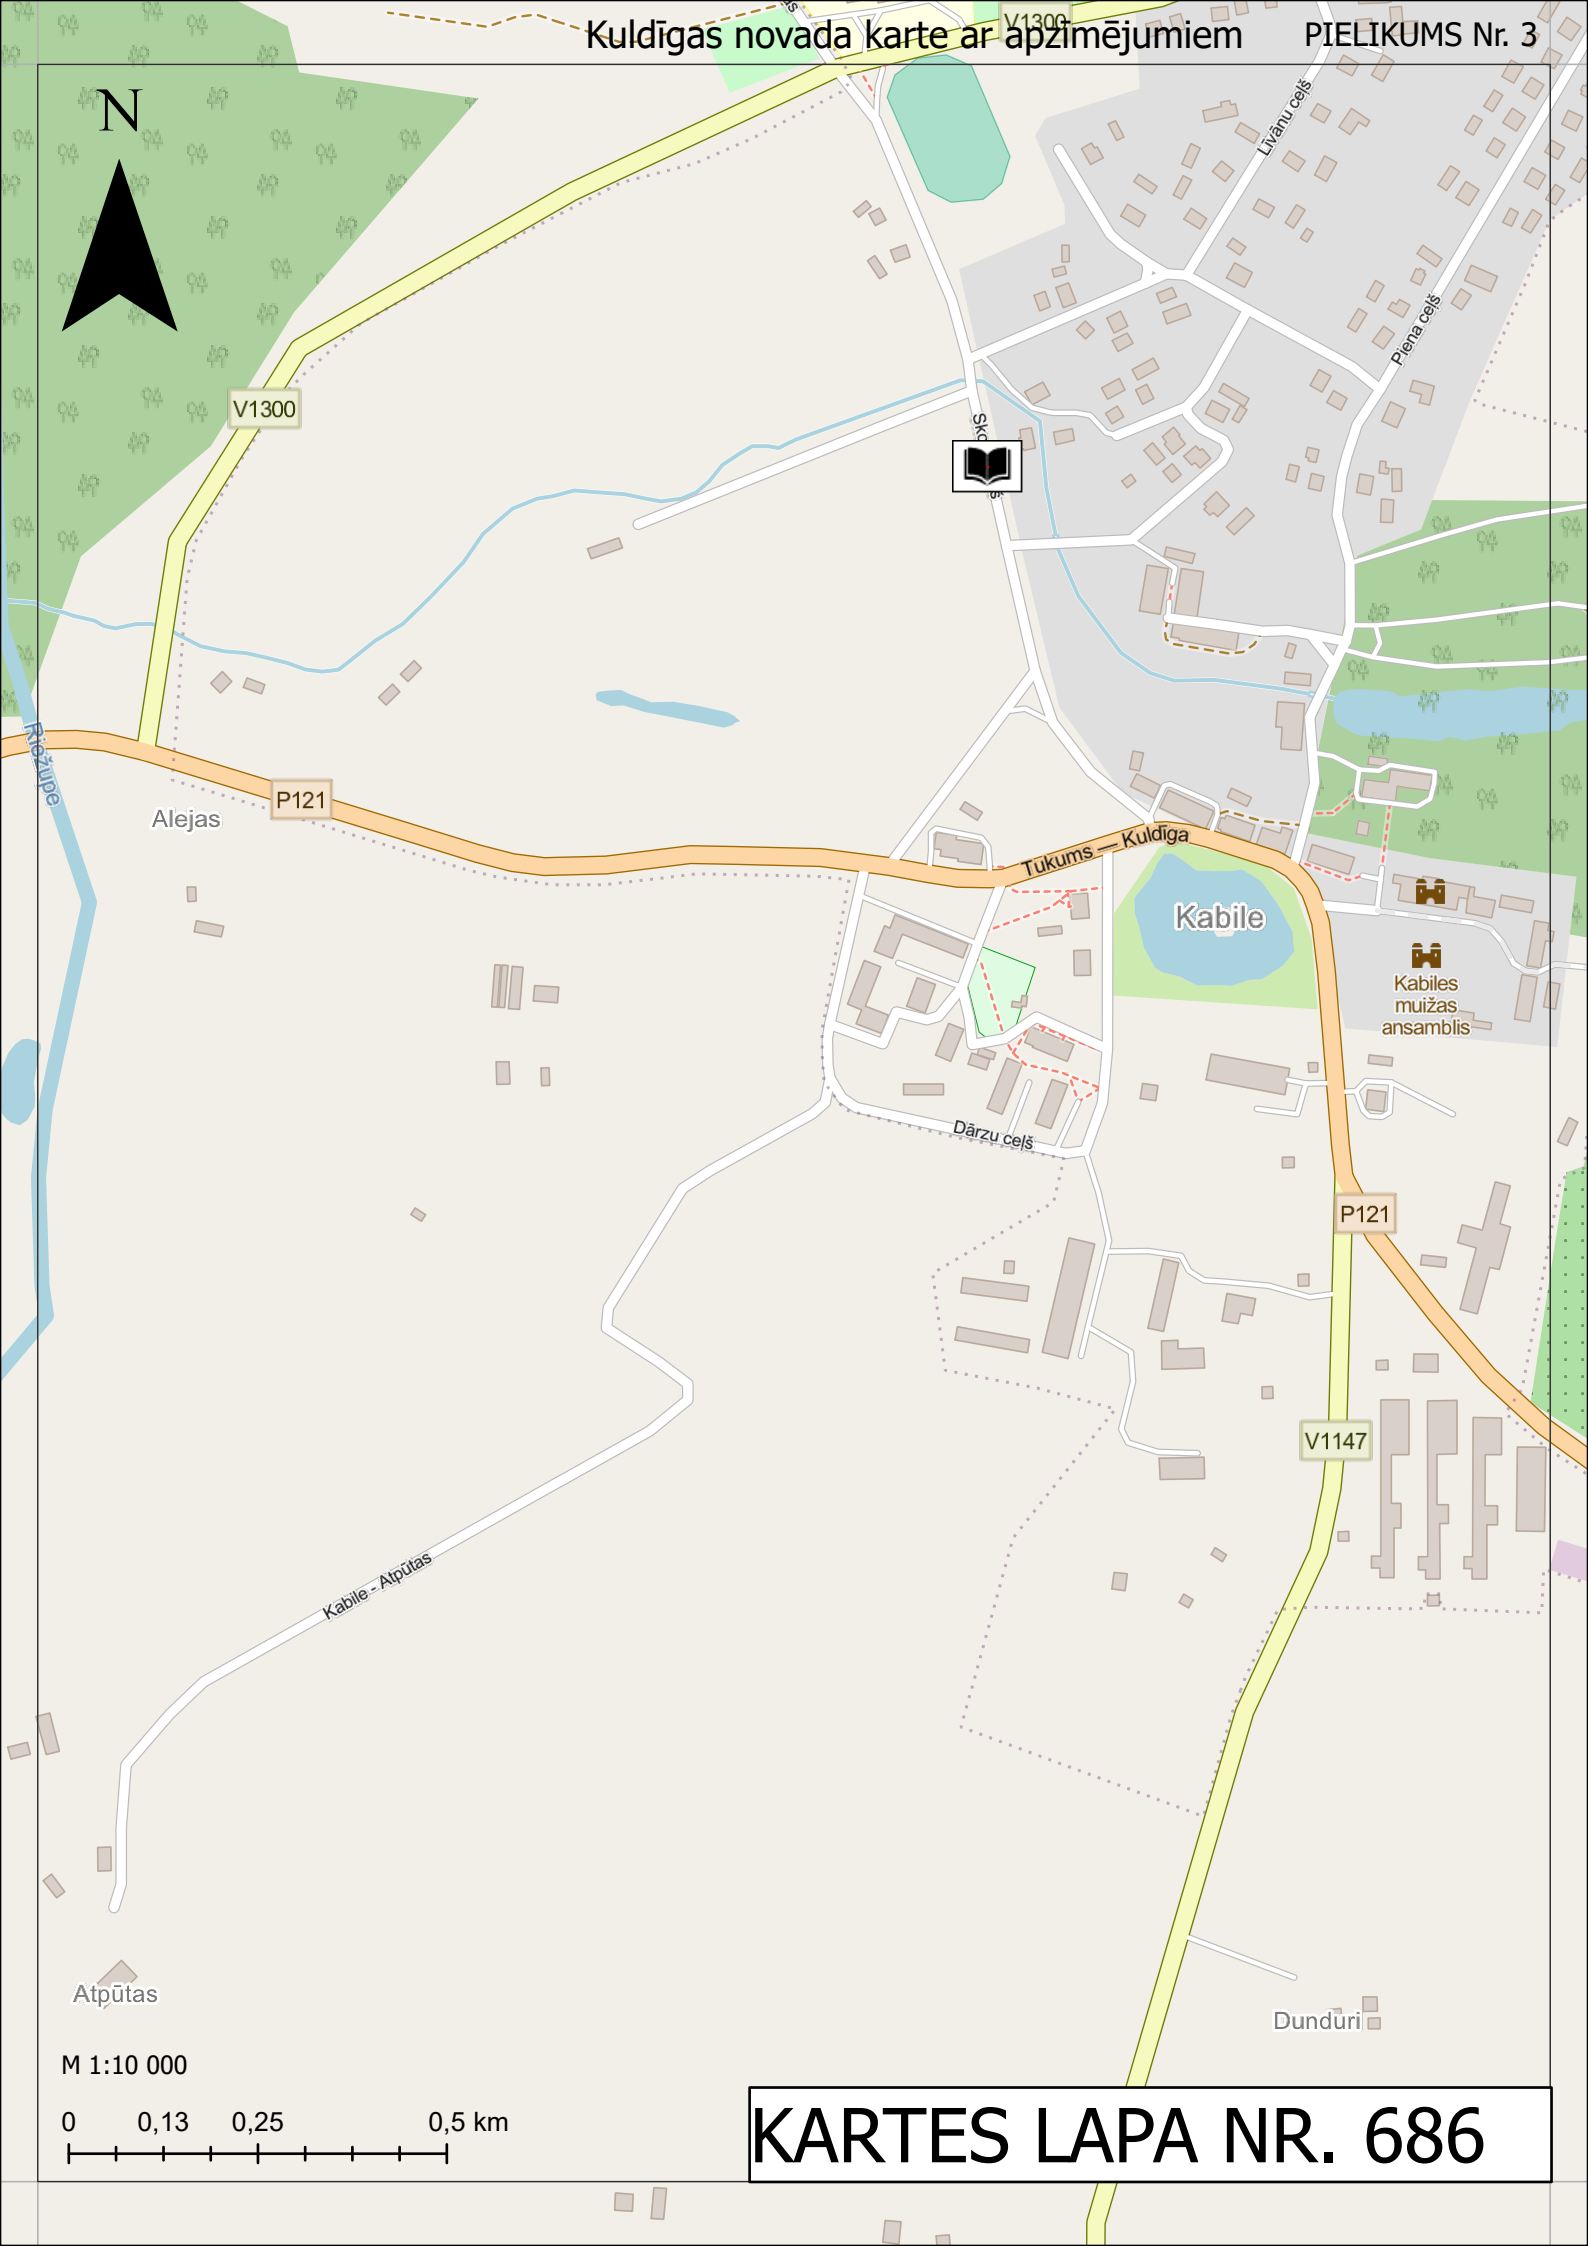 Kuldīgas novada karte ar apzīmējumiem
PIELIKUMS Nr. 3
V1300
N
Līvānu ceļš
Piena ceļš
V1300
Riežupe
P121
Alejas
Tukums — Kuldīga
Kabile
Kabiles
muižas
ansamblis
Dārzu ceļš
P121
V1147
Kabile - Atpūtas
Atpūtas
Dunduri
M 1:10 000
0 0,13 0,25 0,5 km
KARTES LAPA NR. 686